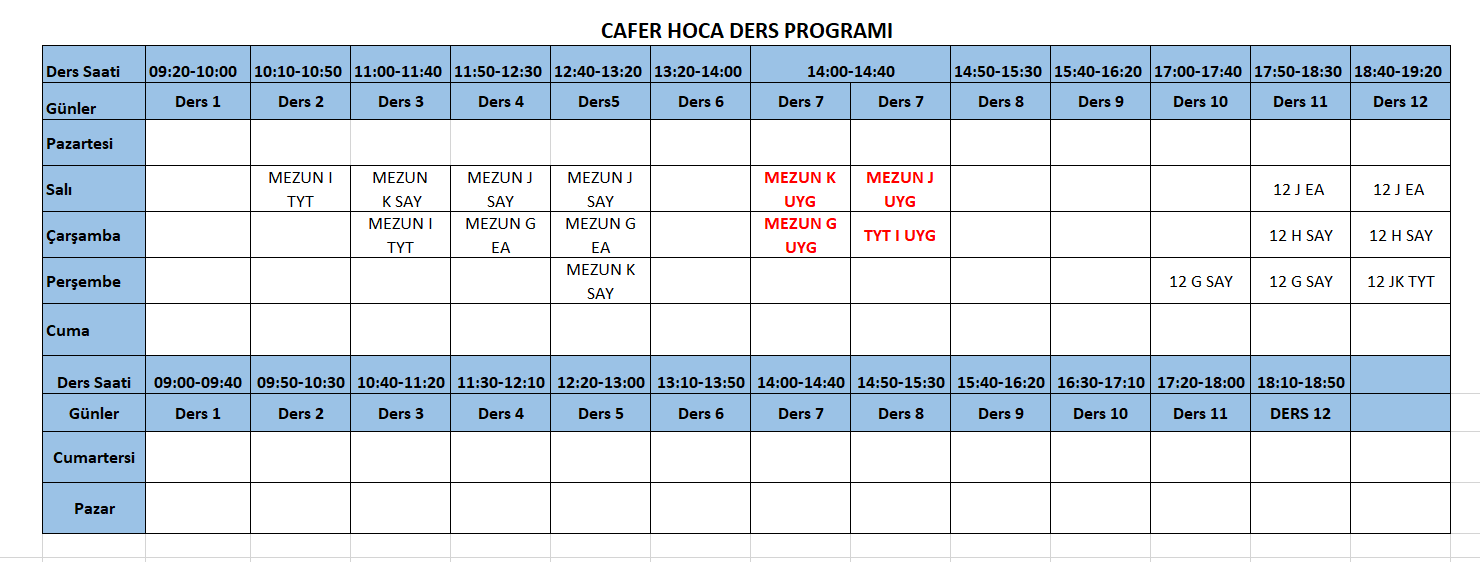 CAFER HOCA DERS PROGRAMI
Ders Saati 09:20-10:00 10:10-10:50 11:00-11:40 11:50-12:30 12:40-13:20 13:20-14:00 14:00-14:40 14:50-15:30 15:40-16:20 17:00-17:40 17:50-18:30 18:40-19:20
Günler Ders 1 Ders 2 Ders 3 Ders 4 Ders5 Ders 6 Ders 7 Ders 7 Ders 8 Ders 9 Ders 10 Ders 11 Ders 12
Pazartesi
Salı MEZUN I TYT MEZUN K SAY MEZUN J SAY MEZUN J SAY MEZUN K UYG MEZUN J UYG 12 J EA 12 J EA
Çarşamba MEZUN I TYT MEZUN G EA MEZUN G EA MEZUN G UYG TYT I UYG 12 H SAY 12 H SAY
Perşembe MEZUN K SAY 12 G SAY 12 G SAY 12 JK TYT
Cuma
Ders Saati 09:00-09:40 09:50-10:30 10:40-11:20 11:30-12:10 12:20-13:00 13:10-13:50 14:00-14:40 14:50-15:30 15:40-16:20 16:30-17:10 17:20-18:00 18:10-18:50
Günler Ders 1 Ders 2 Ders 3 Ders 4 Ders 5 Ders 6 Ders 7 Ders 8 Ders 9 Ders 10 Ders 11 DERS 12
Cumartersi
Pazar